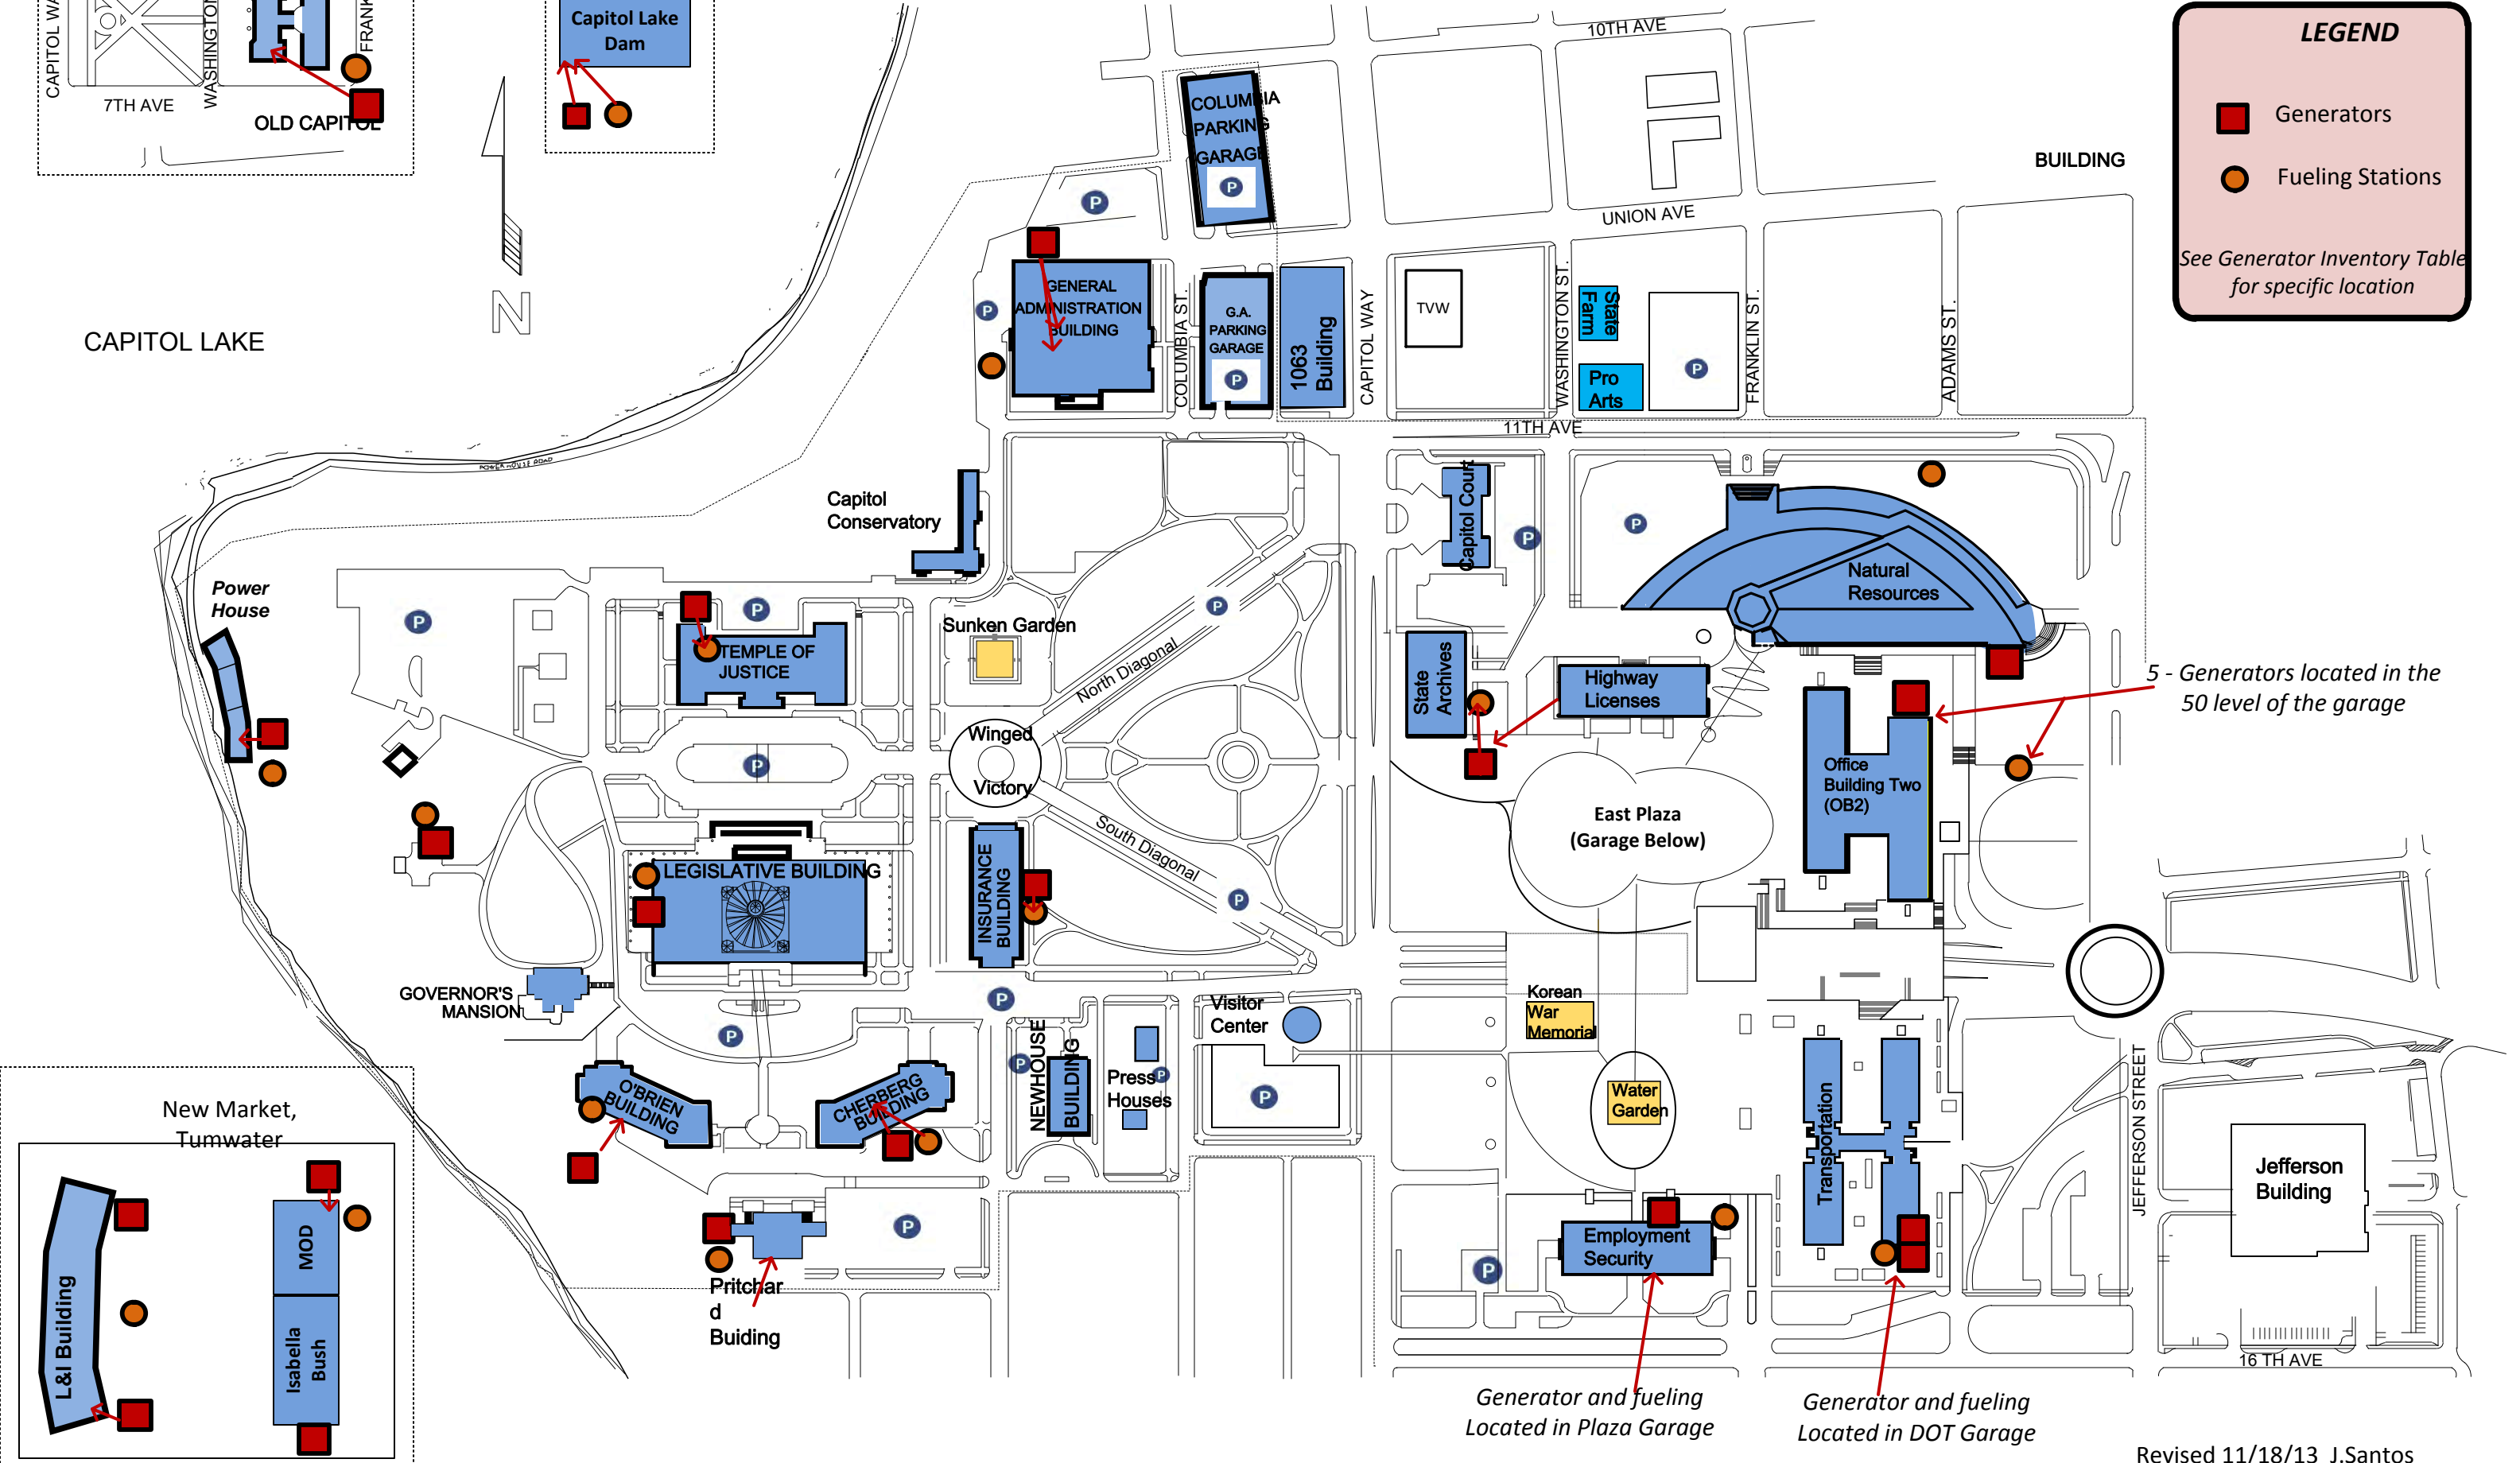 CAPITOL WA
WASHINGTON
FRANK
7TH AVE
OLD CAPITOL
Capitol Lake
Dam
10TH AVE
LEGEND
Generators
Fueling Stations
See Generator Inventory Table
for specific location
BUILDING
COLUMBIA
PARKING
GARAGE
P
P
UNION AVE
N
CAPITOL LAKE
GENERAL
ADMINISTRATION
BUILDING
P
COLUMBIA ST.
G.A.
PARKING
GARAGE
P
1063
Building
CAPITOL WAY
TVW
WASHINGTON ST.
State
Farm
Pro
Arts
P
FRANKLIN ST.
ADAMS ST.
11TH AVE
POWER HOUSE ROAD
Capitol
Conservatory
Capitol Court
P
P
Natural
Resources
Power
House
P
P
TEMPLE OF
JUSTICE
Sunken Garden
P
North Diagonal
State
Archives
Highway
Licenses
5 - Generators located in the
50 level of the garage
Winged
Victory
P
Office
Building Two
(OB2)
East Plaza
(Garage Below)
South Diagonal
LEGISLATIVE BUILDING
INSURANCE
BUILDING
P
GOVERNOR'S
MANSION
P
P
Visitor
Center
Korean
War
Memorial
NEWHOUSE
BUILDING
P
Press
Houses
P
P
O'BRIEN
BUILDING
CHERBERG
BUILDING
Water
Garden
Transportation
JEFFERSON STREET
Jefferson
Building
New Market,
Tumwater
MOD
L&I Building
Isabella
Bush
P
Pritchar
d
Buiding
Employment
Security
P
16 TH AVE
Generator and fueling
Located in Plaza Garage
Generator and fueling
Located in DOT Garage
Revised 11/18/13 J.Santos